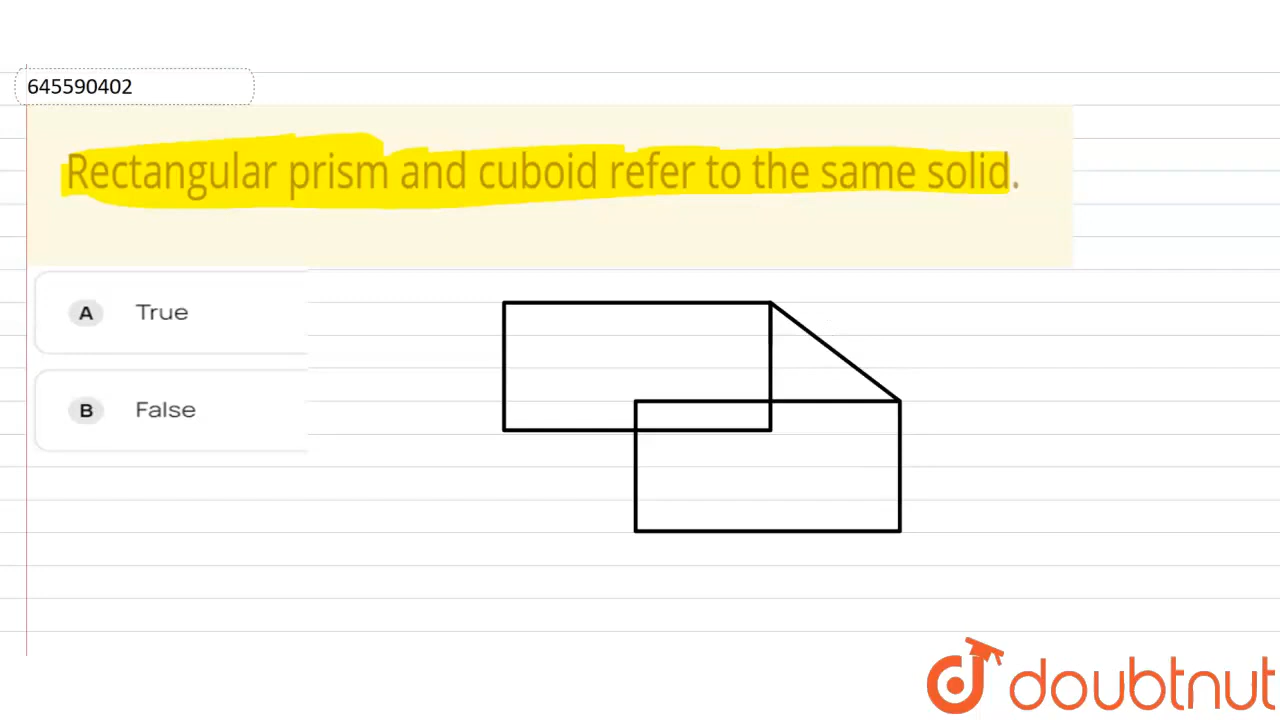 645590402
Rectangular prism and cuboid refer to the same solid.
A True
B False
doubtnut